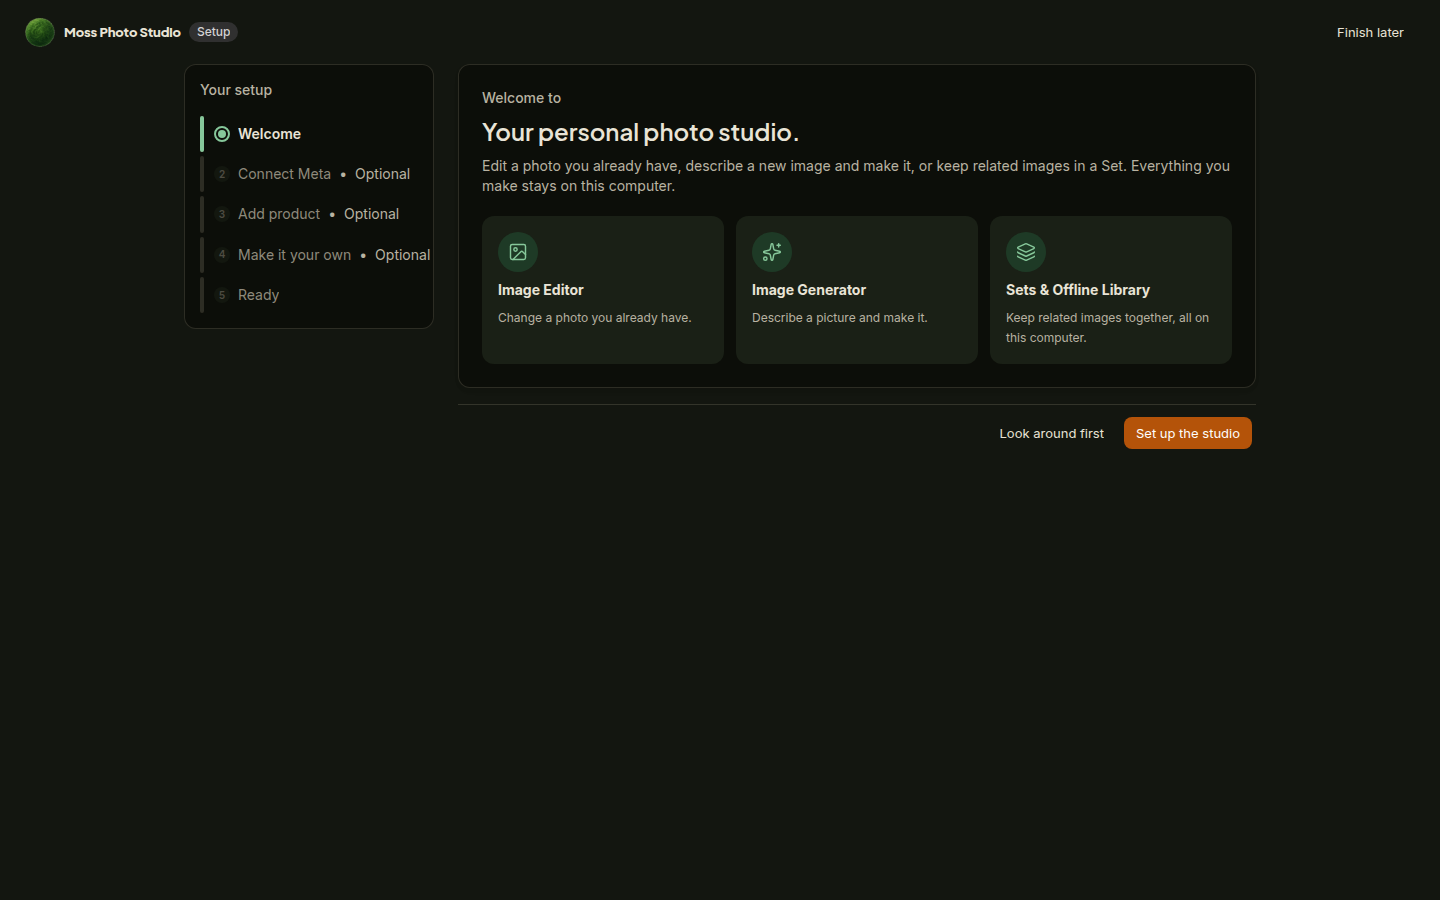 Moss Photo Studio
Setup
Finish later
Your setup
Welcome
2 Connect Meta • Optional
3 Add product • Optional
4 Make it your own • Optional
5 Ready
Welcome to
Your personal photo studio.
Edit a photo you already have, describe a new image and make it, or keep related images in a Set. Everything you
make stays on this computer.
Image Editor
Change a photo you already have.
Image Generator
Describe a picture and make it.
Sets & Offline Library
Keep related images together, all on
this computer.
Look around first
Set up the studio